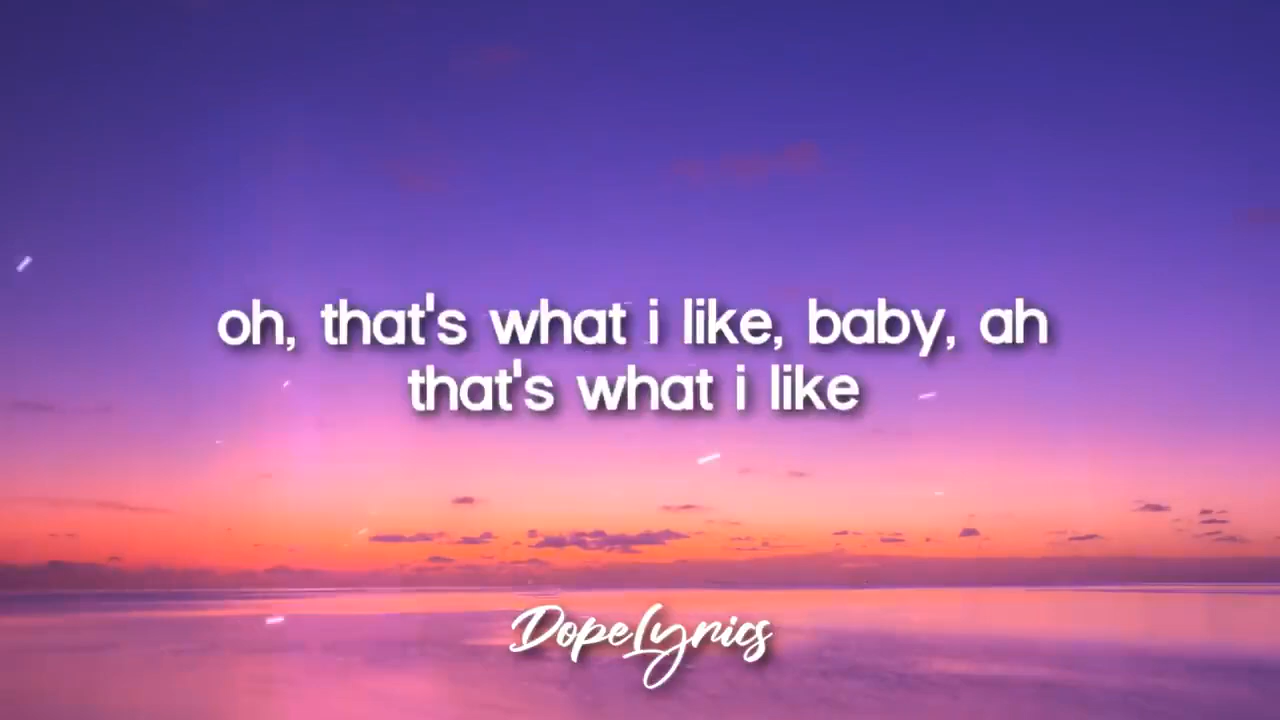 oh, that's what i like, baby, ah
that's what i like
DopeLyrics